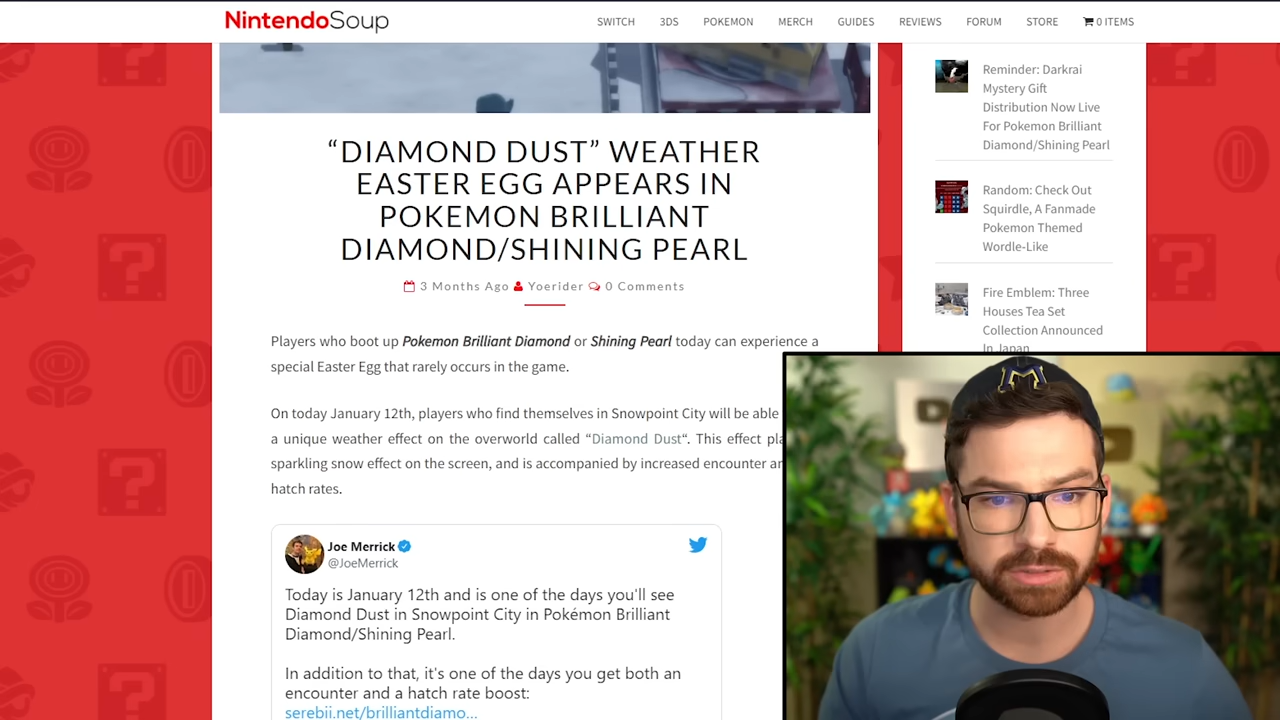 NintendoSoup
SWITCH 3DS POKEMON MERCH GUIDES REVIEWS FORUM STORE 0 ITEMS
“DIAMOND DUST” WEATHER
EASTER EGG APPEARS IN
POKEMON BRILLIANT
DIAMOND/SHINING PEARL
3 Months Ago Yoerider 0 Comments
Players who boot up Pokemon Brilliant Diamond or Shining Pearl today can experience a
special Easter Egg that rarely occurs in the game.
On today January 12th, players who find themselves in Snowpoint City will be able
a unique weather effect on the overworld called “Diamond Dust“. This effect
sparkling snow effect on the screen, and is accompanied by increased encounter
hatch rates.
Joe Merrick
@JoeMerrick
Today is January 12th and is one of the days you'll see
Diamond Dust in Snowpoint City in Pokémon Brilliant
Diamond/Shining Pearl.
In addition to that, it's one of the days you get both an
encounter and a hatch rate boost:
serebii.net/brilliantdiamo...
Reminder: Darkrai
Mystery Gift
Distribution Now Live
For Pokemon Brilliant
Diamond/Shining Pearl
Random: Check Out
Squirdle, A Fanmade
Pokemon Themed
Wordle-Like
Fire Emblem: Three
Houses Tea Set
Collection Announced
In Japan
M